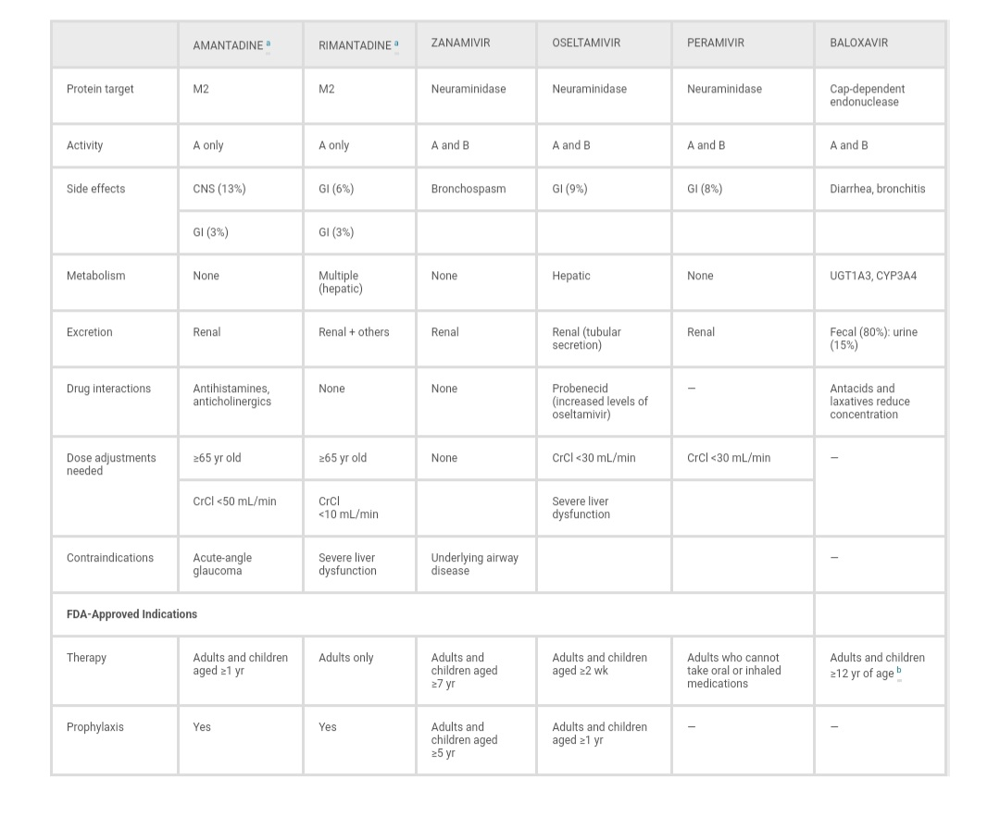 AMANTADINE a RIMANTADINE a ZANAMIVIR OSELTAMIVIR PERAMIVIR BALOXAVIR
Protein target M2 M2 Neuraminidase Neuraminidase Neuraminidase Cap-dependent
endonuclease
Activity A only A only A and B A and B A and B A and B
Side effects CNS (13%) GI (6%) Bronchospasm GI (9%) GI (8%) Diarrhea, bronchitis
GI (3%) GI (3%)
Metabolism None Multiple None Hepatic None UGT1A3, CYP3A4
(hepatic)
Excretion Renal Renal + others Renal Renal (tubular Renal Fecal (80%): urine
secretion) (15%)
Drug interactions Antihistamines, None None Probenecid — Antacids and
anticholinergics (increased levels of laxatives reduce
oseltamivir) concentration
Dose adjustments ≥65 yr old ≥65 yr old None CrCl <30 mL/min CrCl <30 mL/min —
needed
CrCl <50 mL/min CrCl Severe liver
<10 mL/min dysfunction
Contraindications Acute-angle Severe liver Underlying airway —
glaucoma dysfunction disease
FDA-Approved Indications
Therapy Adults and children Adults only Adults and Adults and children Adults who cannot Adults and children
aged ≥1 yr children aged aged ≥2 wk take oral or inhaled ≥12 yr of age b
≥7 yr medications
Prophylaxis Yes Yes Adults and Adults and children — —
children aged aged ≥1 yr
≥5 yr